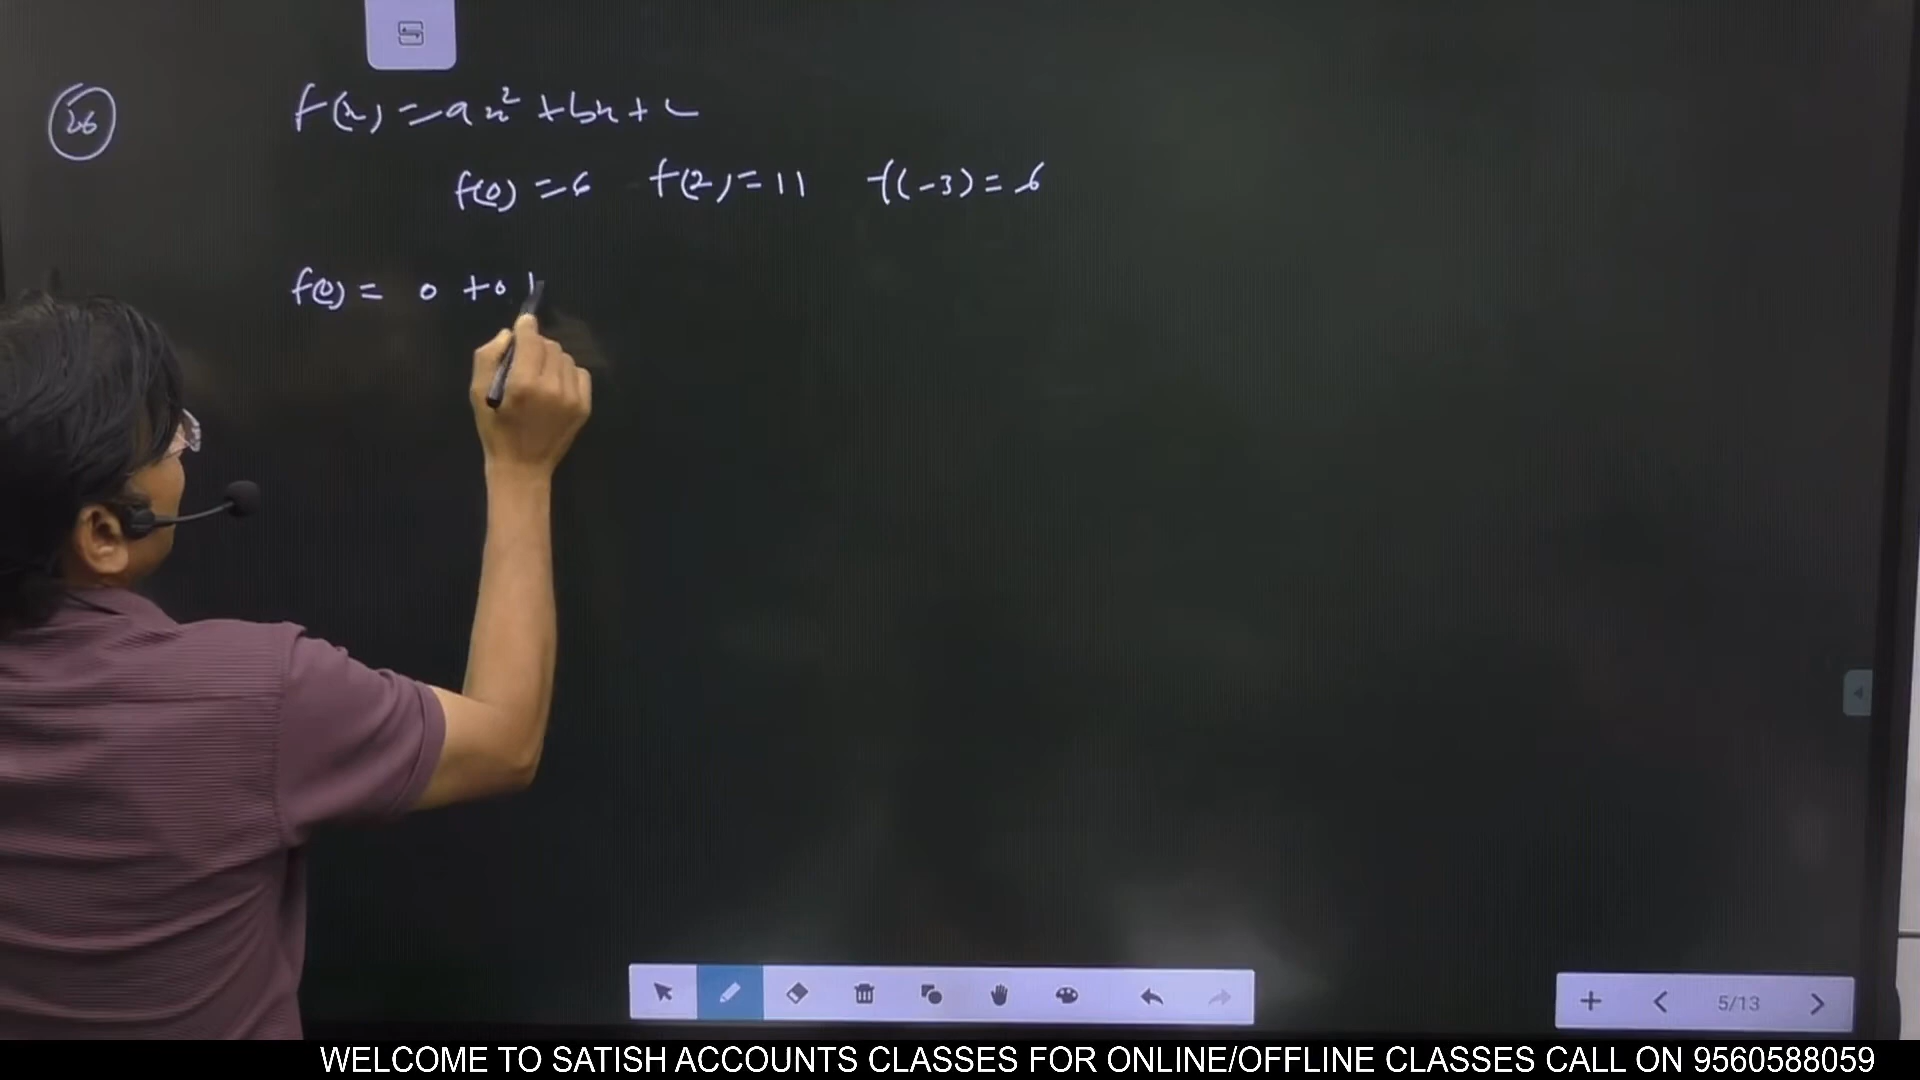 26
f(x) = ax² + bx + c
f(0) = 6 f(2) = 11 f(-3) = 6
f(0) = 0 + 0 +
5/13
WELCOME TO SATISH ACCOUNTS CLASSES FOR ONLINE/OFFLINE CLASSES CALL ON 9560588059